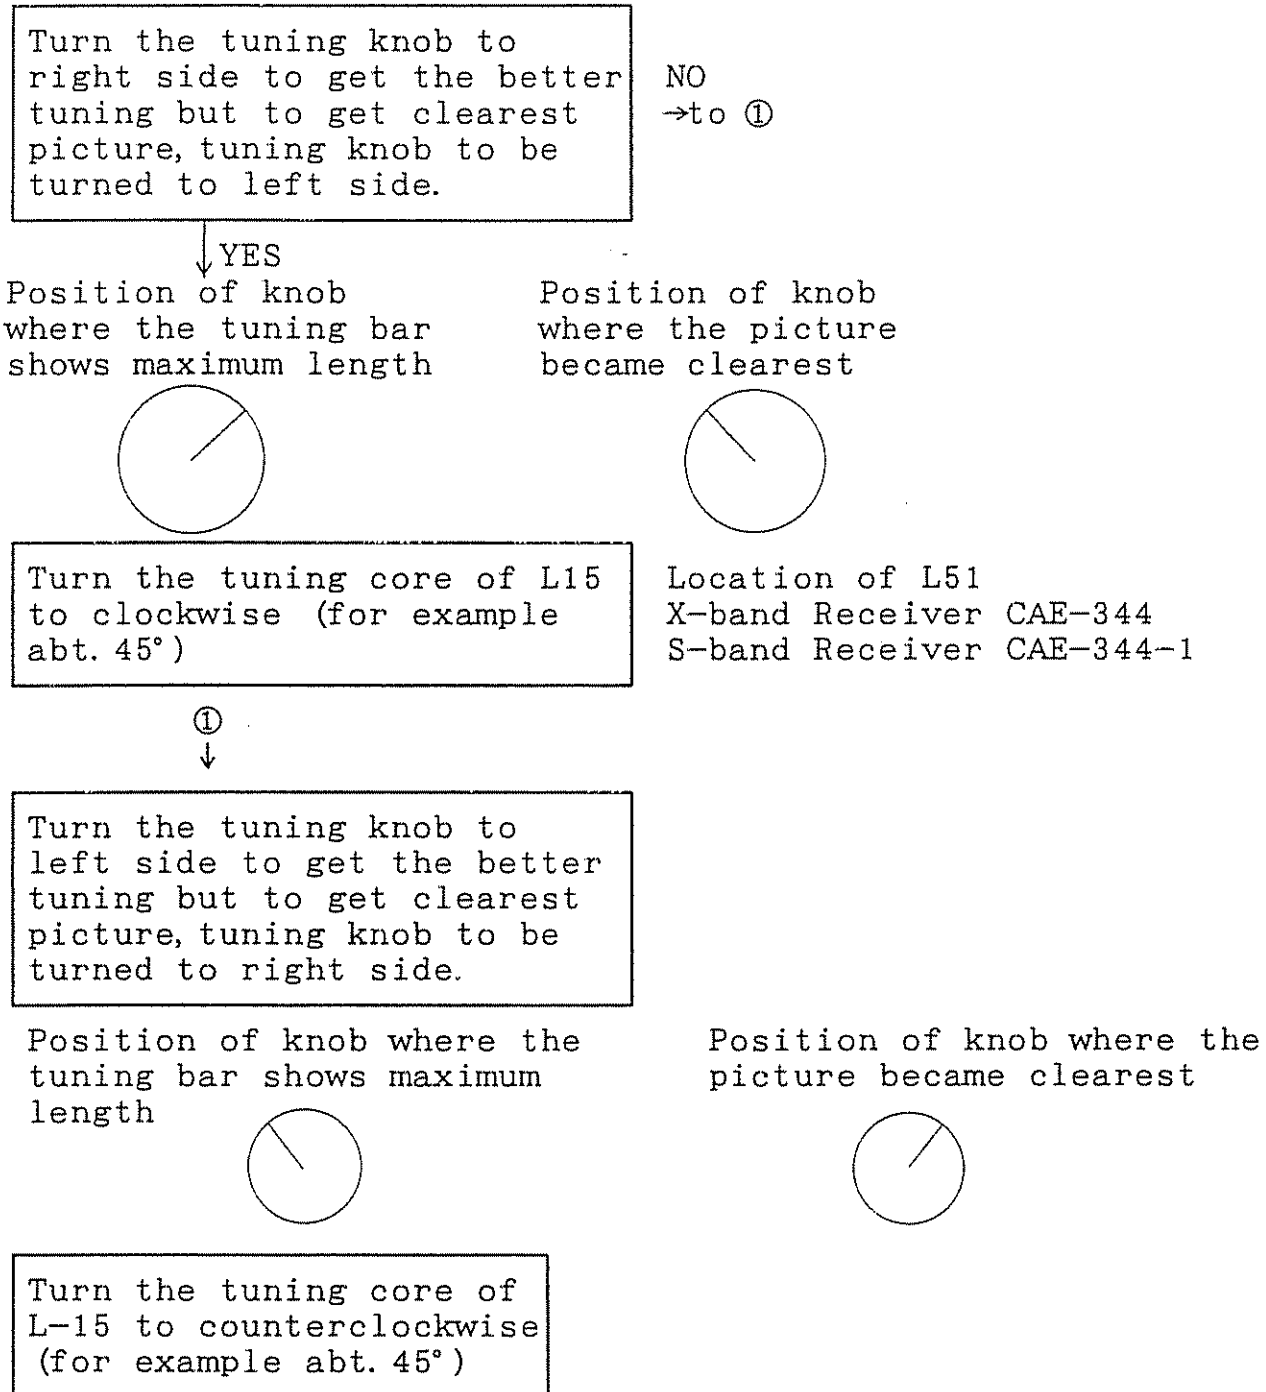 Turn the tuning knob to
right side to get the better
tuning but to get clearest
picture, tuning knob to be
turned to left side.
NO
→to ①
↓YES
Position of knob
where the tuning bar
shows maximum length
Position of knob
where the picture
became clearest
Turn the tuning core of L15
to clockwise (for example
abt. 45°)
Location of L51
X-band Receiver CAE-344
S-band Receiver CAE-344-1
①
↓
Turn the tuning knob to
left side to get the better
tuning but to get clearest
picture, tuning knob to be
turned to right side.
Position of knob where the
tuning bar shows maximum
length
Position of knob where the
picture became clearest
Turn the tuning core of
L-15 to counterclockwise
(for example abt. 45°)